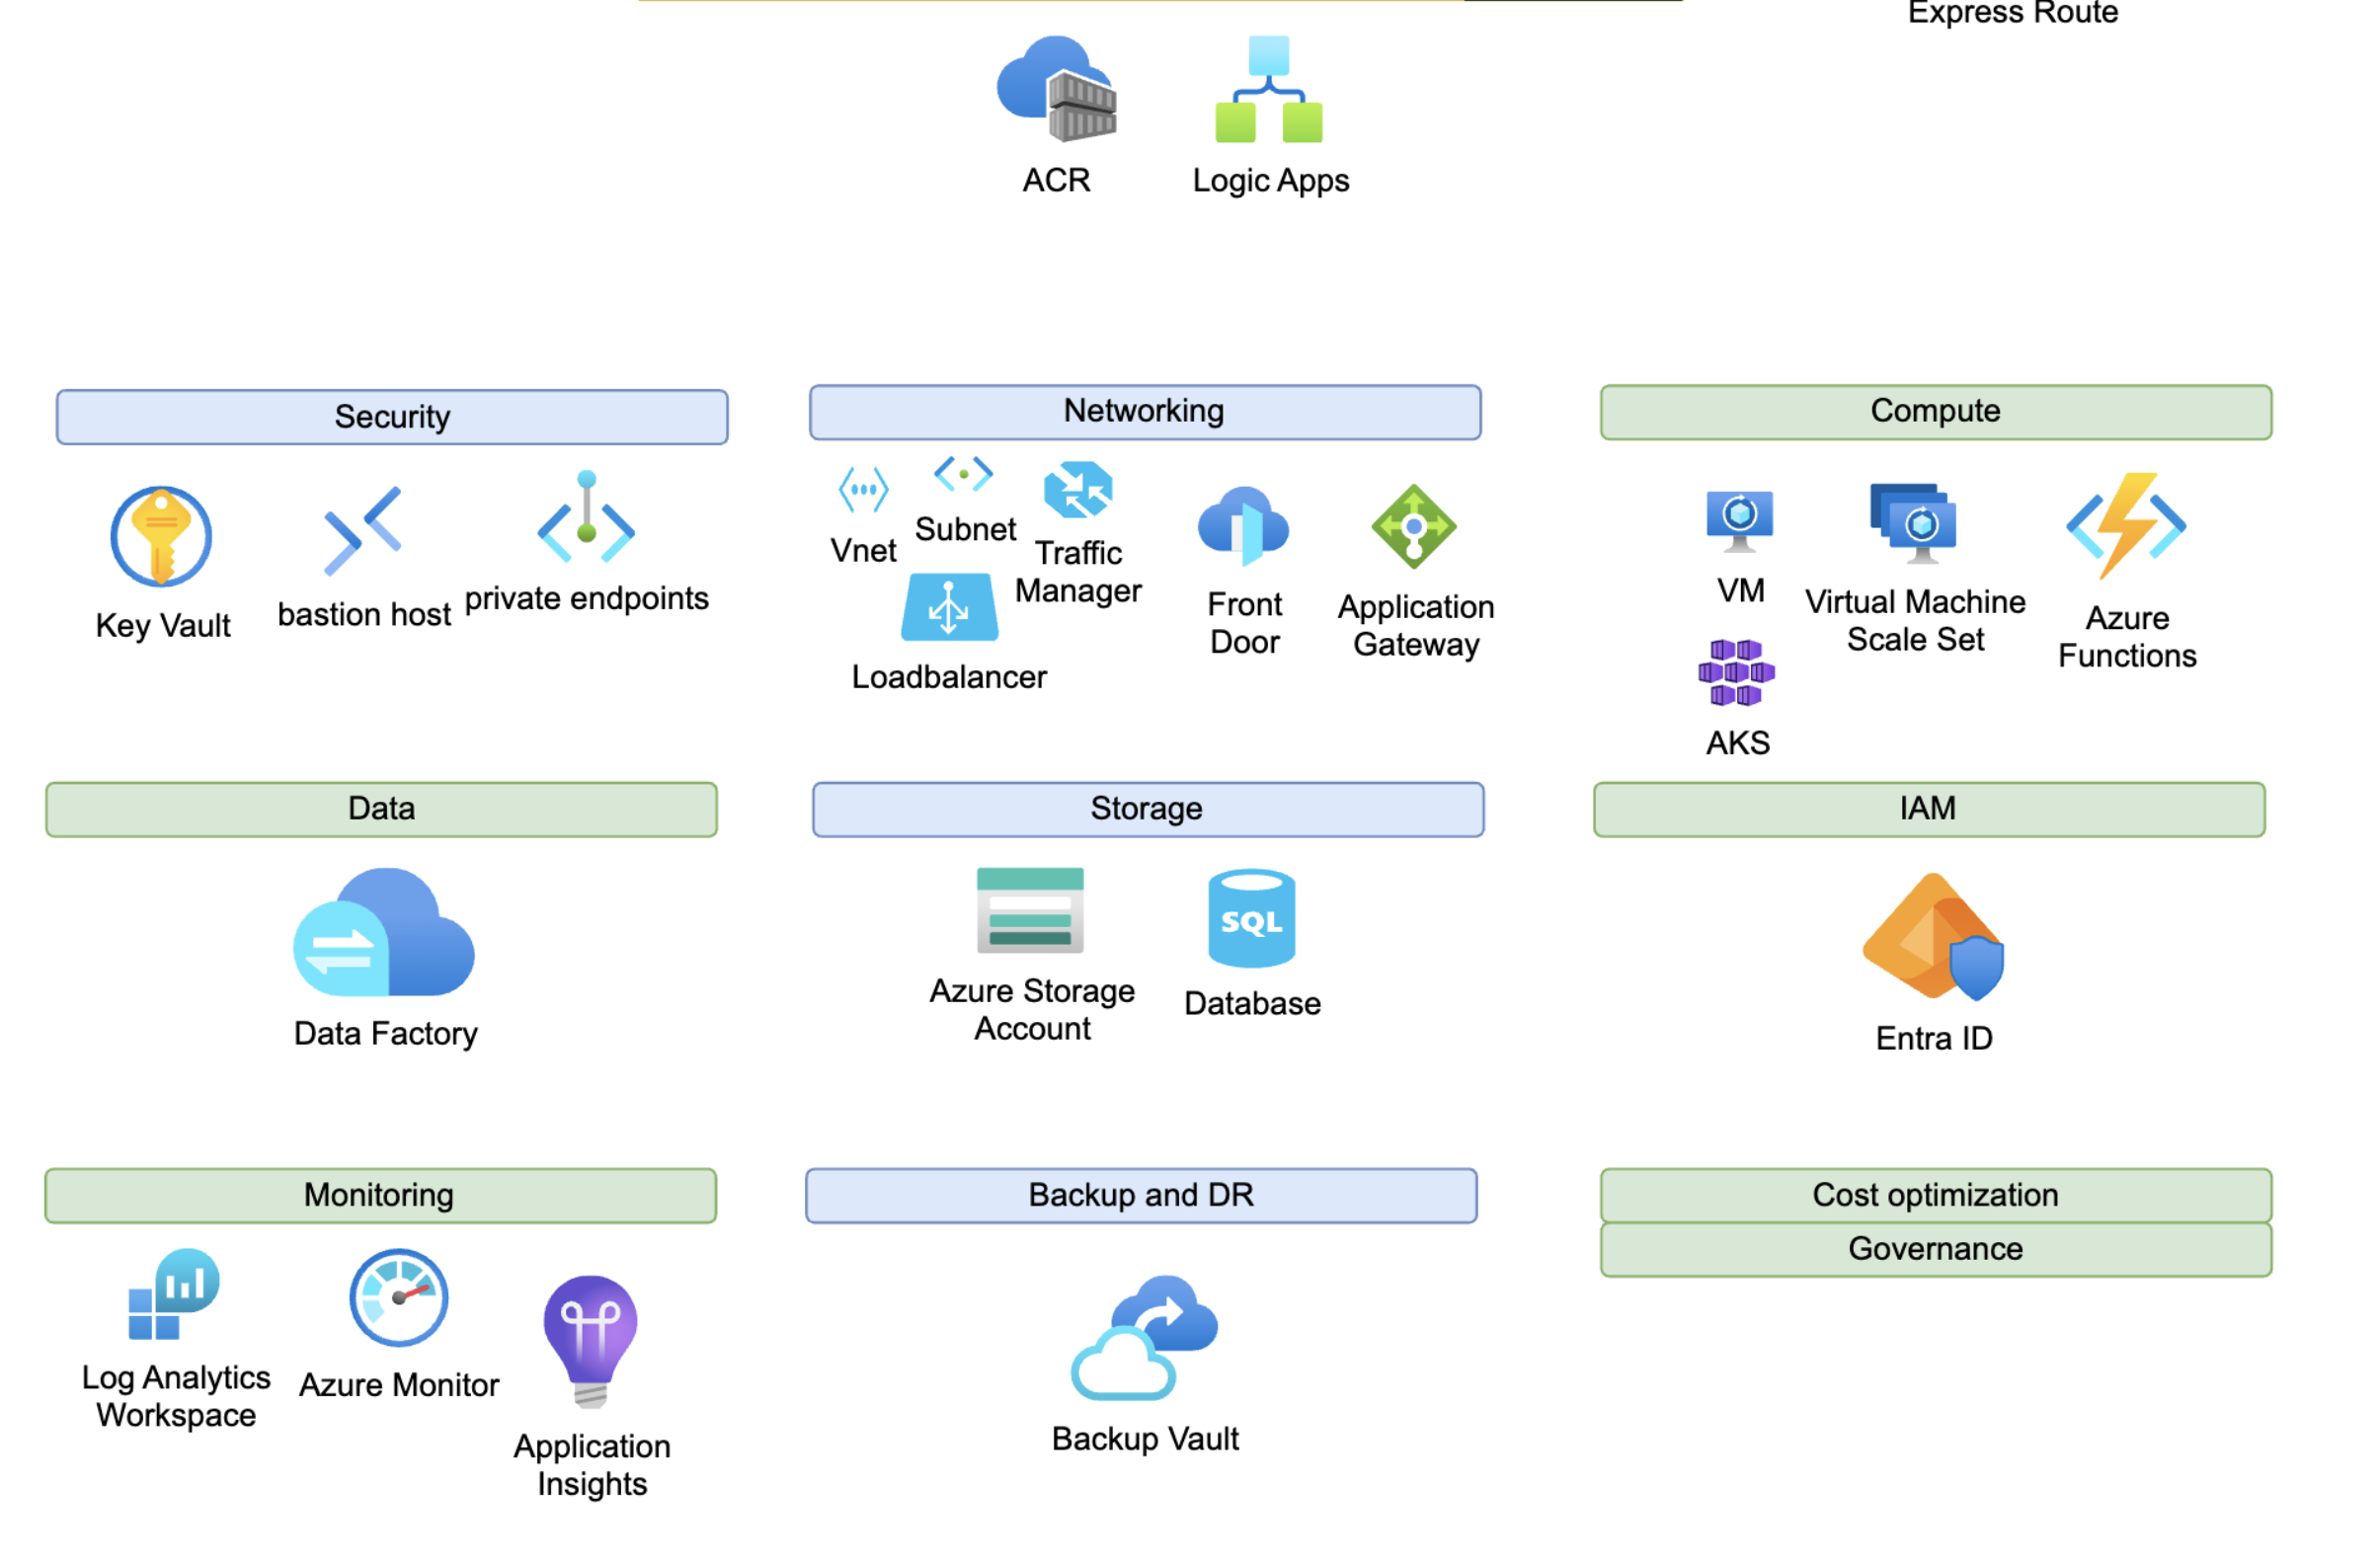 Express Route
ACR
Logic Apps
Security
Networking
Compute
Key Vault
bastion host
private endpoints
Vnet
Subnet
Traffic
Manager
Loadbalancer
Front
Door
Application
Gateway
VM
Virtual Machine
Scale Set
Azure
Functions
AKS
Data
Storage
IAM
Data Factory
Azure Storage
Account
SQL
Database
Entra ID
Monitoring
Backup and DR
Cost optimization
Governance
Log Analytics
Workspace
Azure Monitor
Application
Insights
Backup Vault